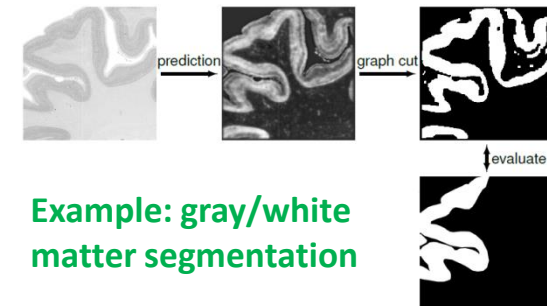 prediction
graph cut
evaluate
Example: gray/white
matter segmentation